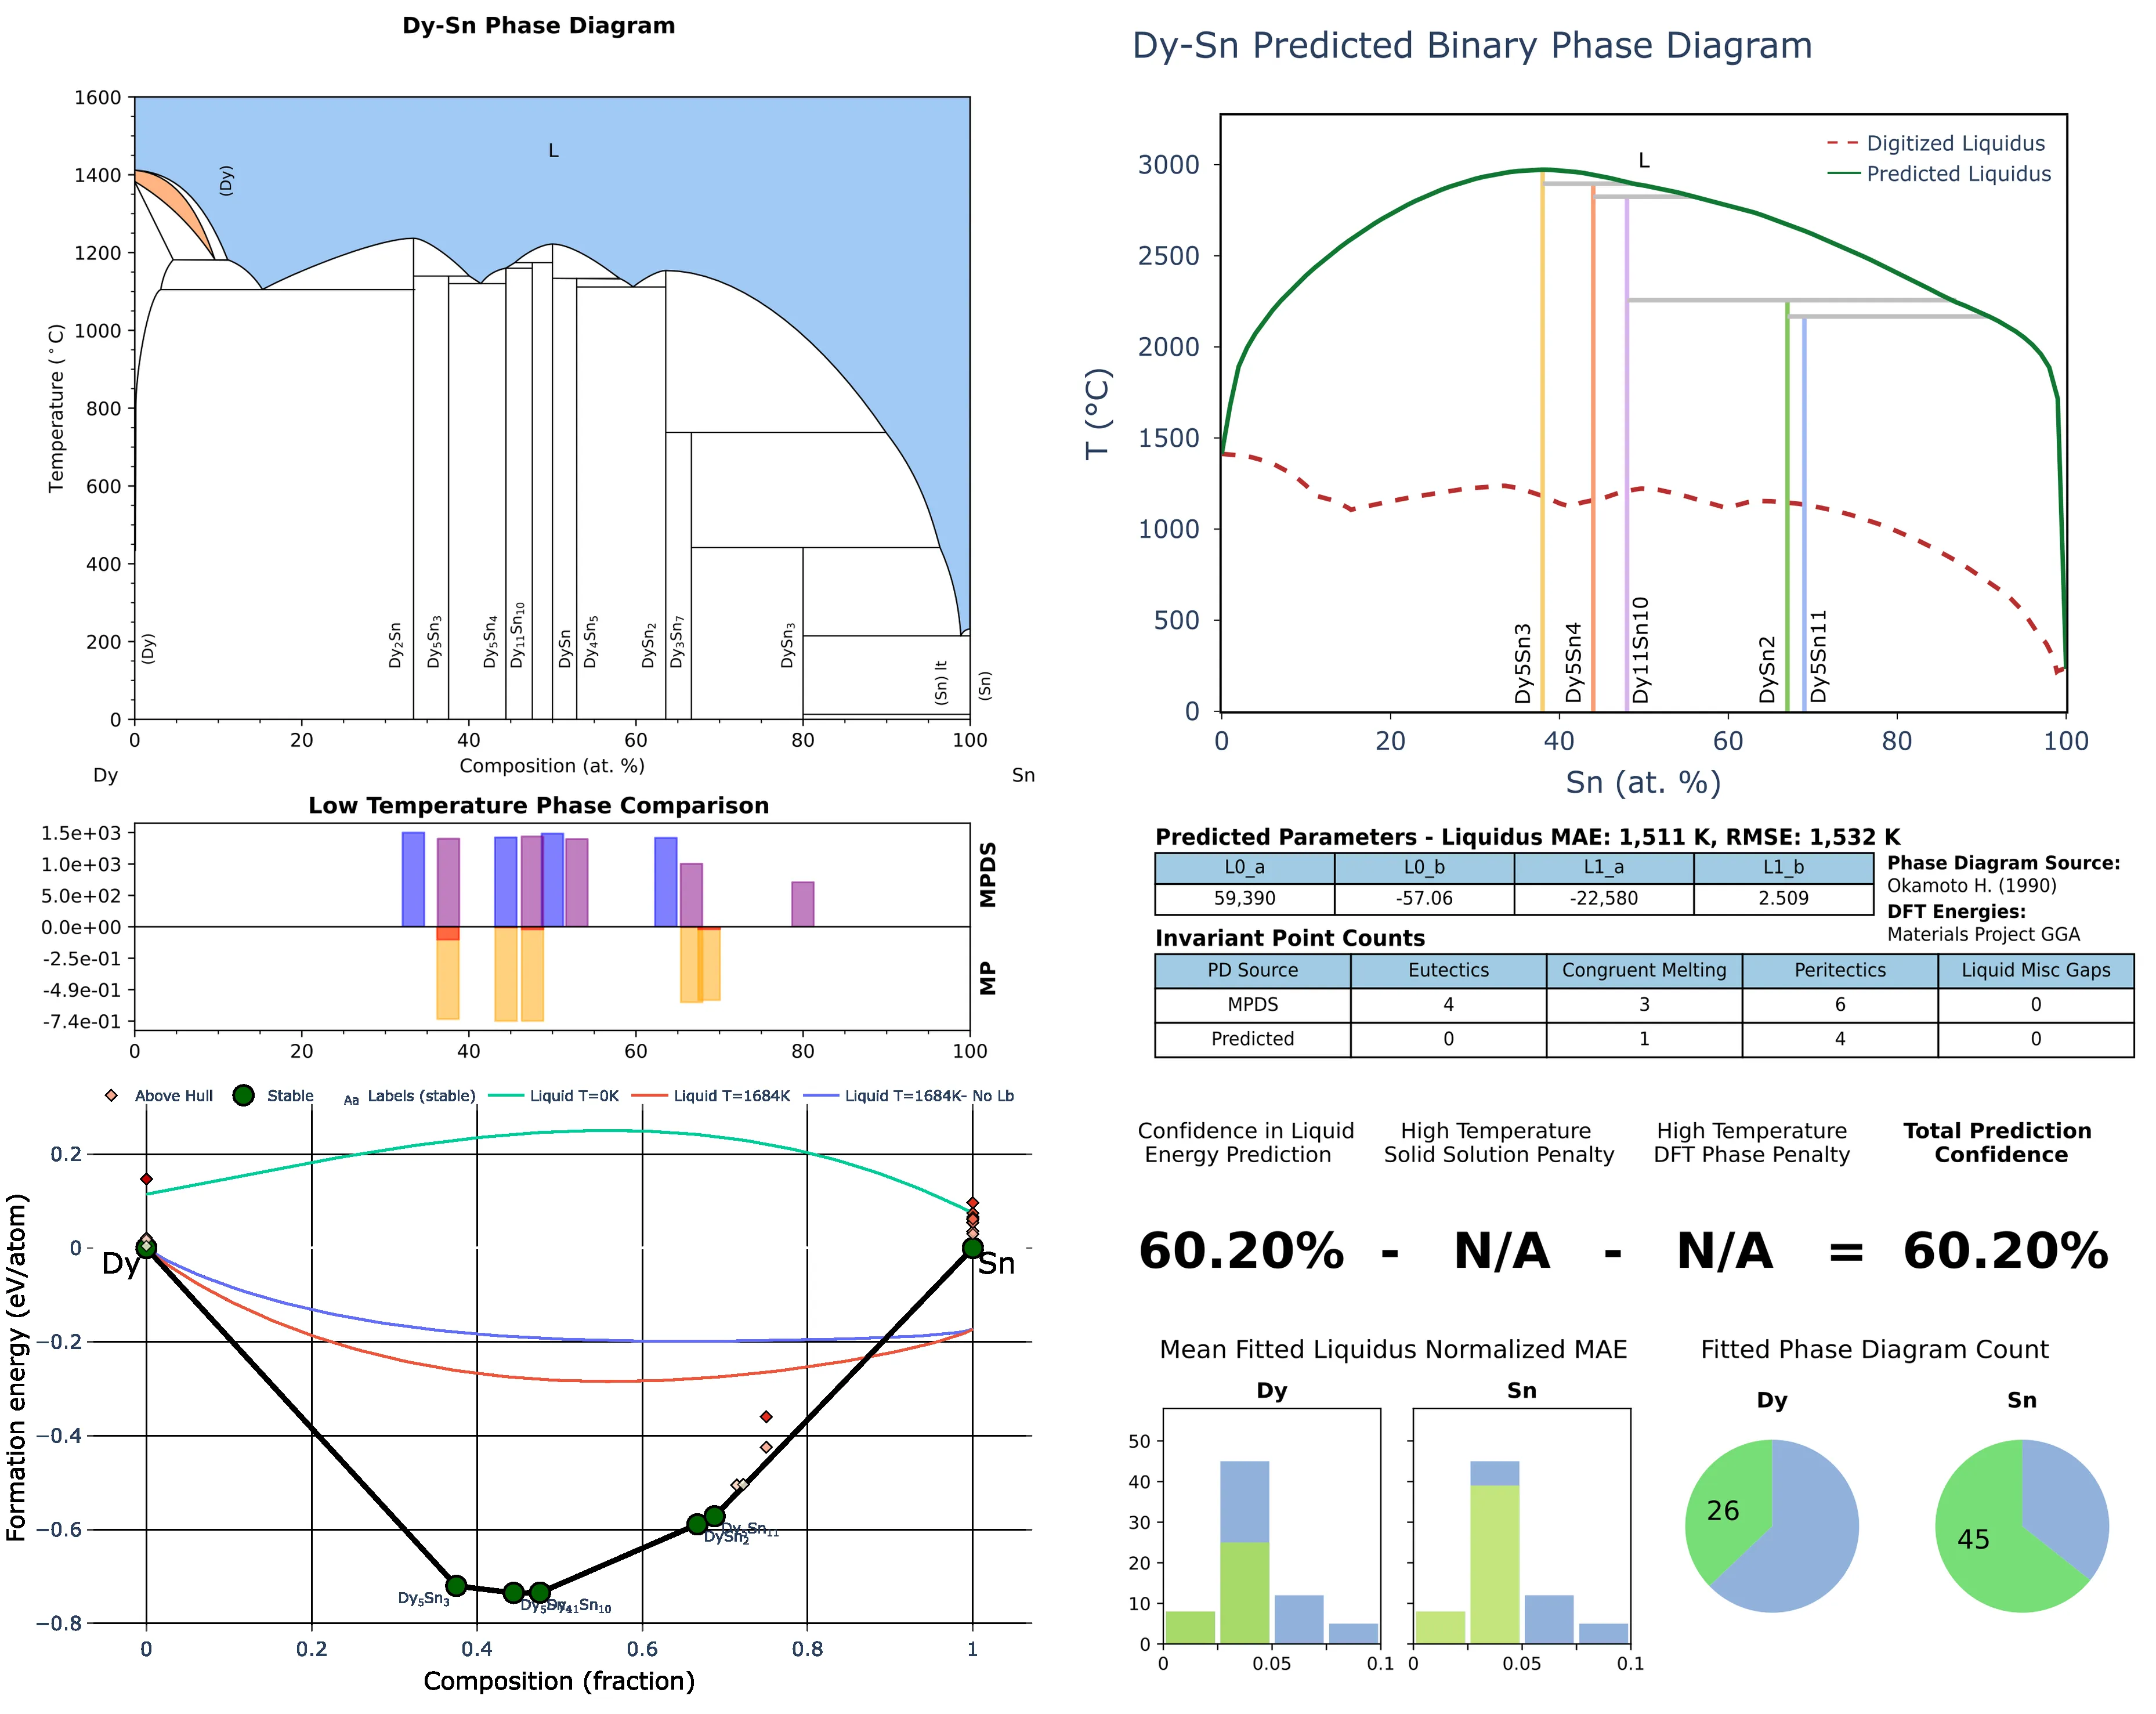 Dy-Sn Phase Diagram
1600
1400
1200
1000
800
600
400
200
0
Temperature (°C)
L
(Dy)
(Dy)
Dy2Sn
Dy5Sn3
Dy5Sn4
Dy11Sn10
DySn
Dy4Sn5
DySn2
Dy3Sn7
DySn3
(Sn) lt
(Sn)
0 20 40 60 80 100
Composition (at. %)
Dy Sn
Dy-Sn Predicted Binary Phase Diagram
Digitized Liquidus
Predicted Liquidus
L
3000
2500
2000
1500
1000
500
0
T (°C)
Dy5Sn3
Dy5Sn4
Dy11Sn10
DySn2
Dy5Sn11
0 20 40 60 80 100
Sn (at. %)
Low Temperature Phase Comparison
1.5e+03
1.0e+03
5.0e+02
0.0e+00
-2.5e-01
-4.9e-01
-7.4e-01
MPDS
MP
0 20 40 60 80 100
Predicted Parameters - Liquidus MAE: 1,511 K, RMSE: 1,532 K
L0_a L0_b L1_a L1_b
59,390 -57.06 -22,580 2.509
Phase Diagram Source:
Okamoto H. (1990)
DFT Energies:
Materials Project GGA
Invariant Point Counts
PD Source Eutectics Congruent Melting Peritectics Liquid Misc Gaps
MPDS 4 3 6 0
Predicted 0 1 4 0
Above Hull Stable Aa Labels (stable) Liquid T=0K Liquid T=1684K Liquid T=1684K- No Lb
0.2
0
−0.2
−0.4
−0.6
−0.8
Formation energy (eV/atom)
Dy
Sn
Dy5Sn11
DySn2
Dy5Sn3
0 0.2 0.4 0.6 0.8 1
Composition (fraction)
Confidence in Liquid
Energy Prediction
High Temperature
Solid Solution Penalty
High Temperature
DFT Phase Penalty
Total Prediction
Confidence
60.20% - N/A - N/A = 60.20%
Mean Fitted Liquidus Normalized MAE
Dy
Sn
50
40
30
20
10
0
0 0.05 0.1
0 0.05 0.1
Fitted Phase Diagram Count
Dy
Sn
26
45